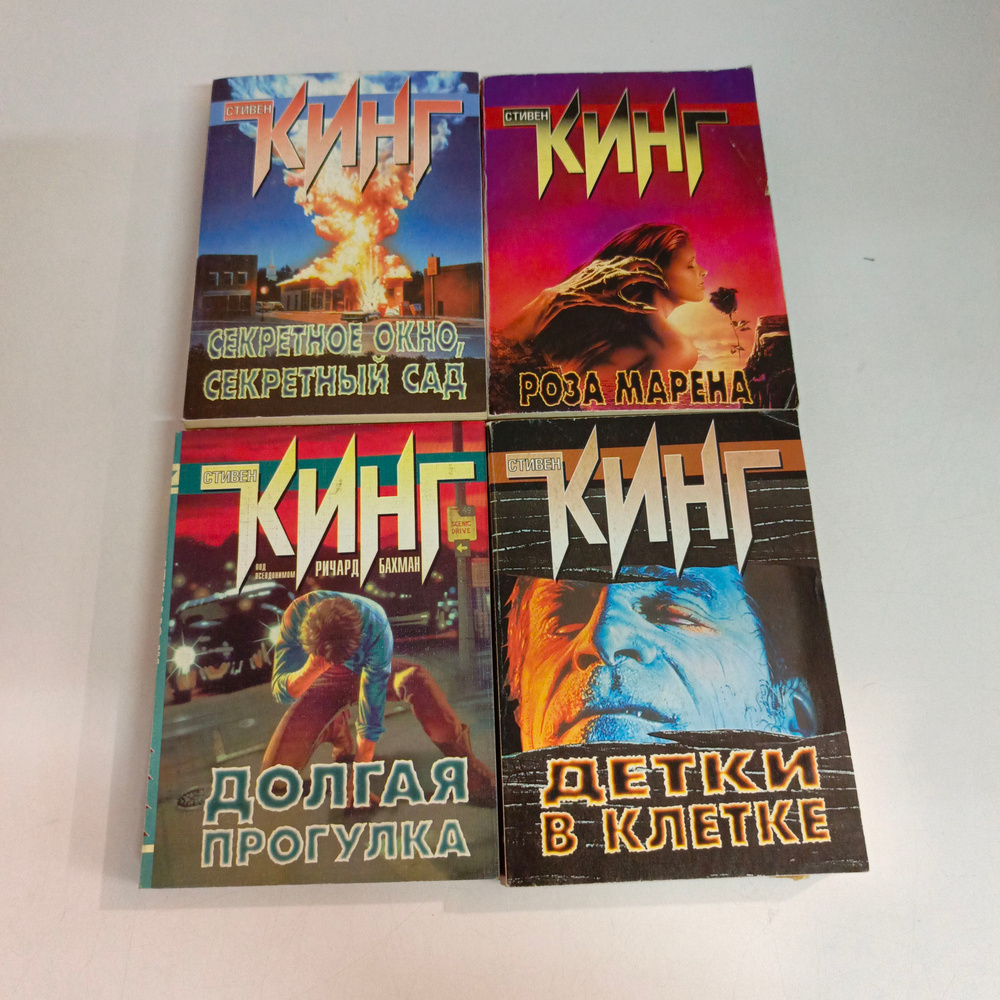 СТИВЕН
КИНГ
СЕКРЕТНОЕ ОКНО,
СЕКРЕТНЫЙ САД
СТИВЕН
КИНГ
РОЗА МАРЕНА
СТИВЕН
КИНГ
ПОД
ПСЕВДОНИМОМ РИЧАРД БАХМАН
SCENIC
DRIVE
ДОЛГАЯ
ПРОГУЛКА
СТИВЕН
КИНГ
ДЕТКИ
В КЛЕТКЕ